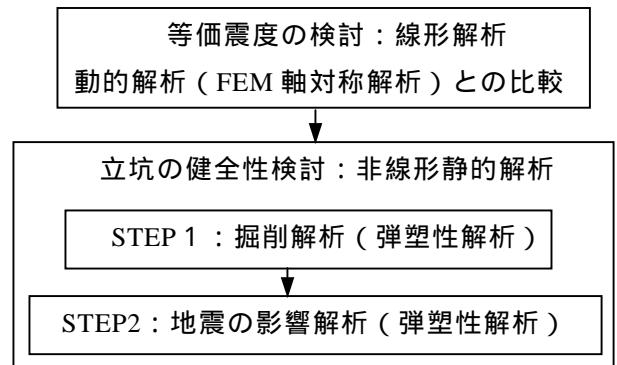 等価震度の検討：線形解析
動的解析（FEM 軸対称解析）との比較
立坑の健全性検討：非線形静的解析
STEP１：掘削解析（弾塑性解析）
STEP2：地震の影響解析（弾塑性解析）